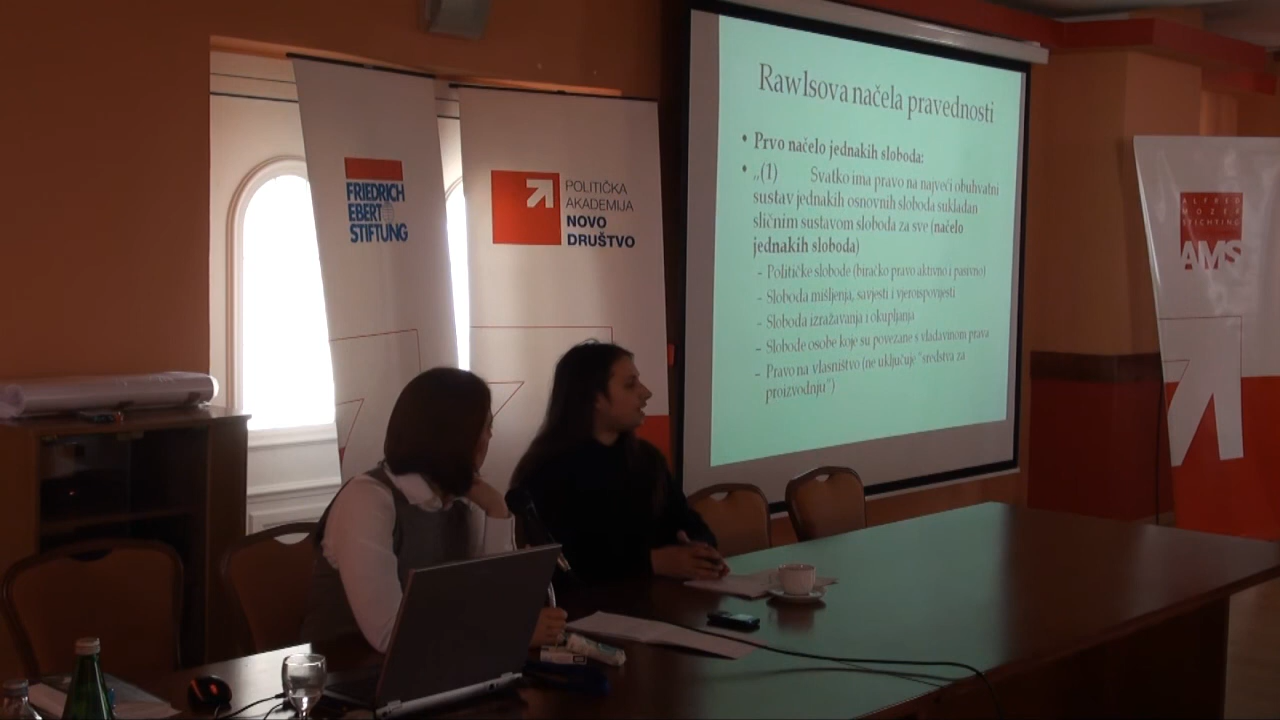 FRIEDRICH
EBERT
STIFTUNG
POLITIČKA
AKADEMIJA
NOVO
DRUŠTVO
Rawlsova načela pravednosti
• Prvo načelo jednakih sloboda:
• „(1) Svatko ima pravo na najveći obuhvatni
sustav jednakih osnovnih sloboda sukladan
sličnim sustavom sloboda za sve (načelo
jednakih sloboda)
– Političke slobode (biračko pravo aktivno i pasivno)
– Sloboda mišljenja, savjesti i vjeroispovijesti
– Sloboda izražavanja i okupljanja
– Slobode osobe koje su povezane s vladavinom prava
– Pravo na vlasništvo (ne uključuje "sredstva za
proizvodnju")
ALFRED
MOZER
STICHTING
AMS